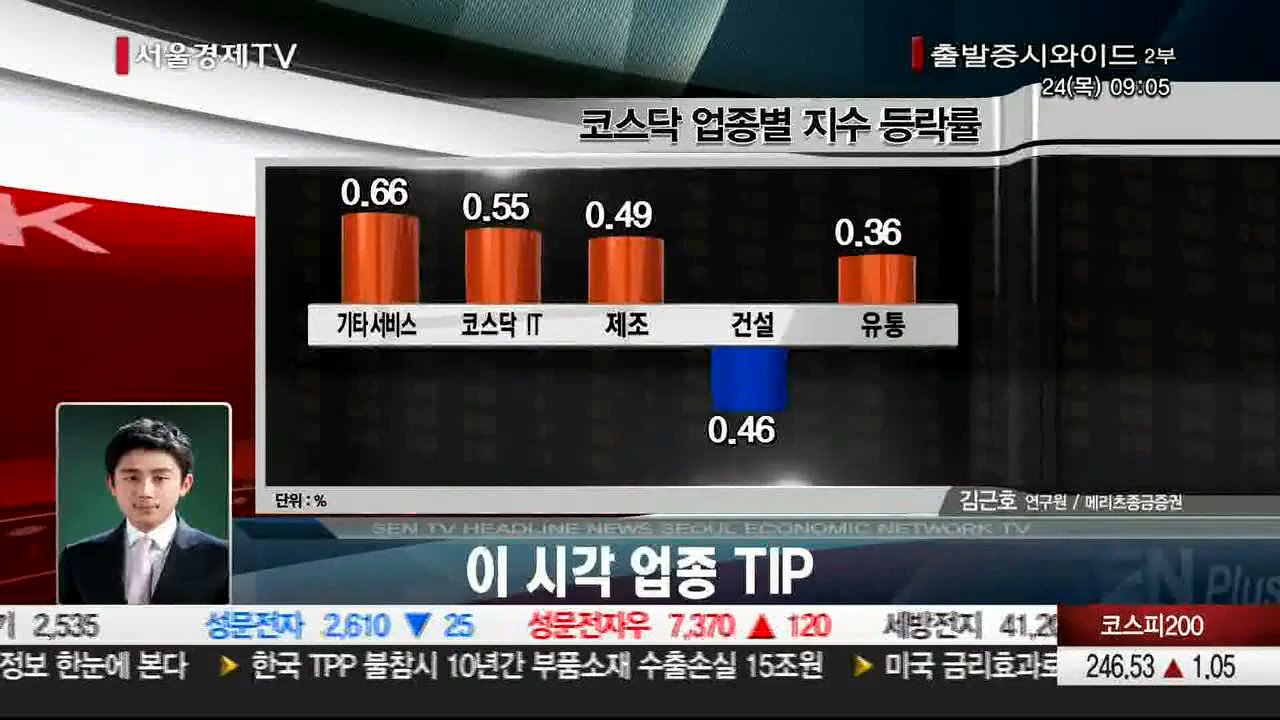 서울경제TV
출발증시와이드 2부
24(목) 09:05
코스닥 업종별 지수 등락률
0.66
0.55
0.49
0.36
기타서비스
코스닥 IT
제조
건설
유통
0.46
단위 : %
김근호 연구원 / 메리츠종금증권
SEN TV HEADLINE NEWS SEOUL ECONOMIC NETWORK TV
이 시각 업종 TIP
EN Plus
기 2,535 성문전자 2,610 ▼ 25 성문전자우 7,370 ▲ 120 세방전지 41,20
코스피200
정보 한눈에 본다 ▶ 한국 TPP 불참시 10년간 부품소재 수출손실 15조원 ▶ 미국 금리효과로
246.53 ▲ 1.05